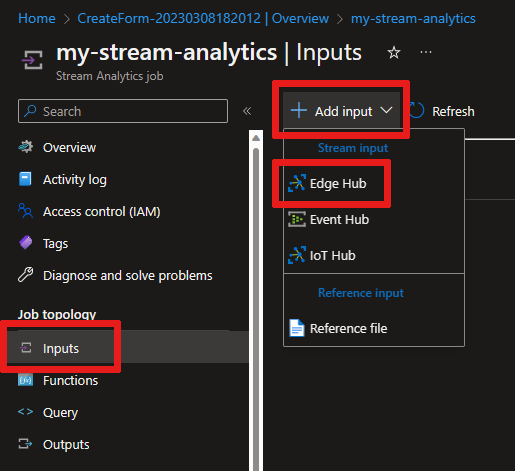 Home > CreateForm-20230308182012 | Overview > my-stream-analytics
my-stream-analytics | Inputs
Stream Analytics job
Search
Add input
Refresh
Overview
Activity log
Access control (IAM)
Tags
Diagnose and solve problems
Job topology
Inputs
Functions
Query
Outputs
Stream input
Edge Hub
Event Hub
IoT Hub
Reference input
Reference file